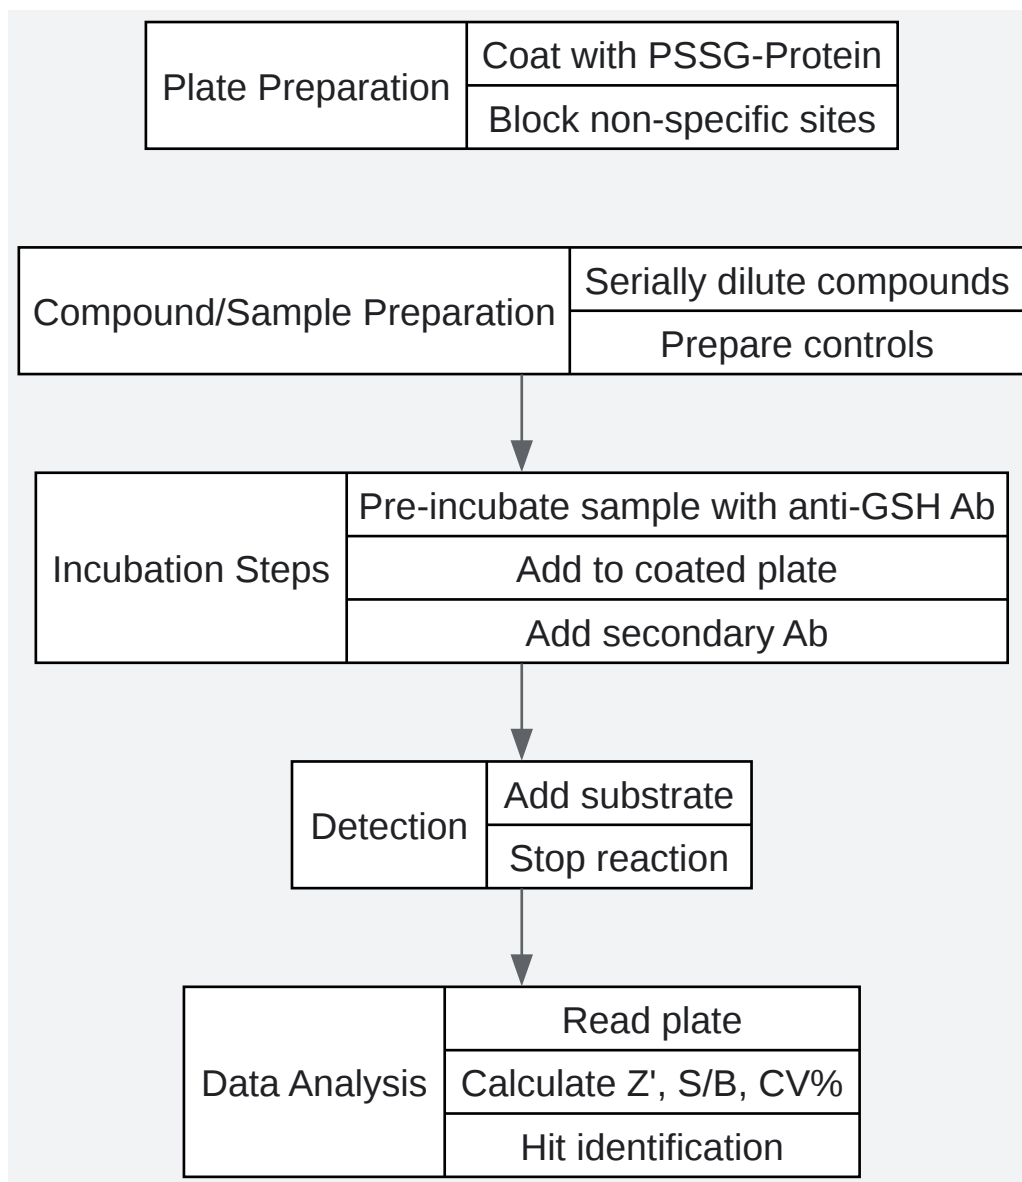 Plate Preparation
Coat with PSSG-Protein
Block non-specific sites
Compound/Sample Preparation
Serially dilute compounds
Prepare controls
Incubation Steps
Pre-incubate sample with anti-GSH Ab
Add to coated plate
Add secondary Ab
Detection
Add substrate
Stop reaction
Data Analysis
Read plate
Calculate Z', S/B, CV%
Hit identification